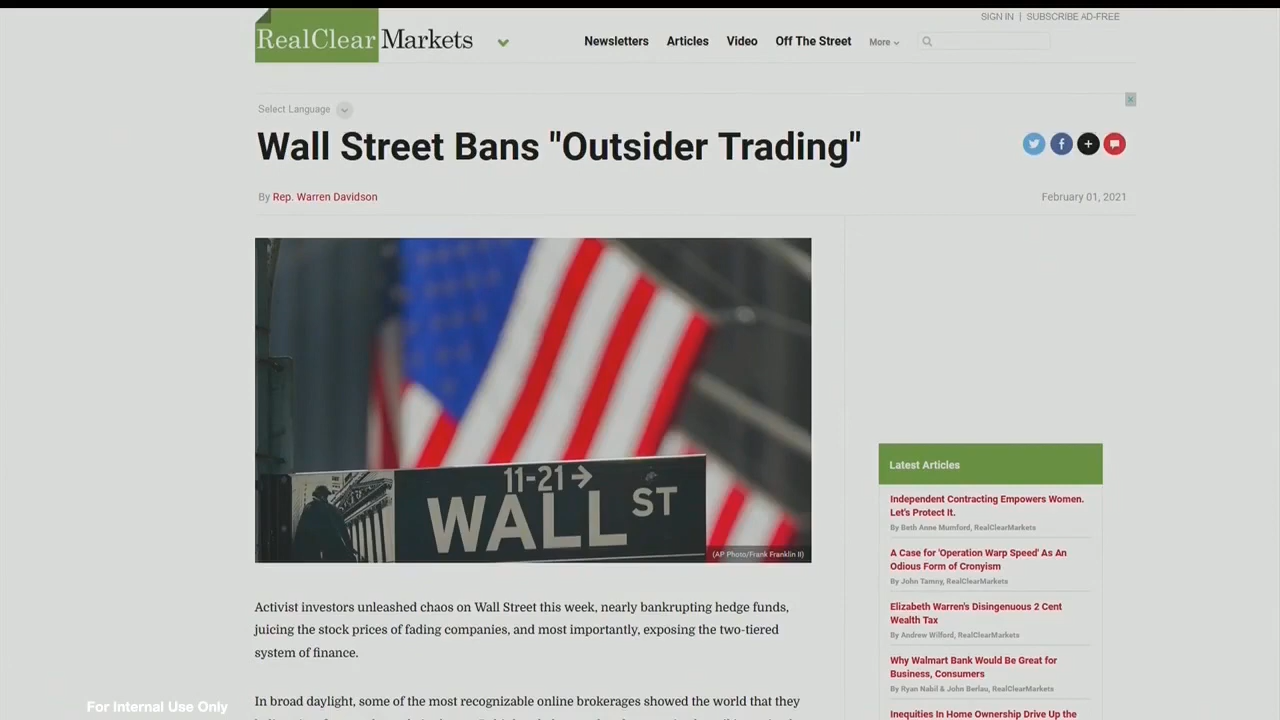 SIGN IN | SUBSCRIBE AD-FREE
RealClear Markets
Newsletters Articles Video Off The Street More
Select Language
Wall Street Bans "Outsider Trading"
By Rep. Warren Davidson
February 01, 2021
11-21
WALL ST
(AP Photo/Frank Franklin II)
Activist investors unleashed chaos on Wall Street this week, nearly bankrupting hedge funds,
juicing the stock prices of fading companies, and most importantly, exposing the two-tiered
system of finance.
In broad daylight, some of the most recognizable online brokerages showed the world that they
Latest Articles
Independent Contracting Empowers Women.
Let's Protect It.
By Beth Anne Mumford, RealClearMarkets
A Case for 'Operation Warp Speed' As An
Odious Form of Cronyism
By John Tamny, RealClearMarkets
Elizabeth Warren's Disingenuous 2 Cent
Wealth Tax
By Andrew Wilford, RealClearMarkets
Why Walmart Bank Would Be Great for
Business, Consumers
By Ryan Nabil & John Berlau, RealClearMarkets
Inequities In Home Ownership Drive Up the
For Internal Use Only